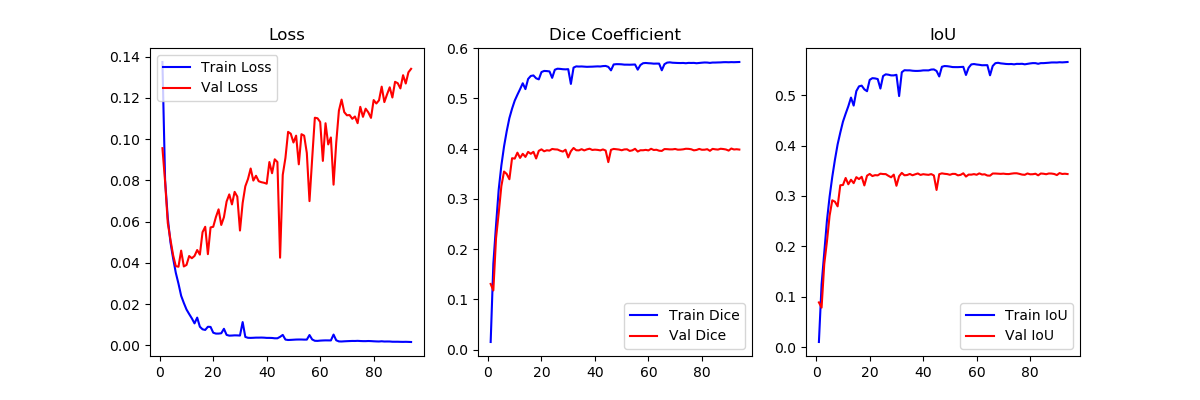 Loss
Train Loss
Val Loss
0.14
0.12
0.10
0.08
0.06
0.04
0.02
0.00
0 20 40 60 80
Dice Coefficient
0.6
0.5
0.4
0.3
0.2
0.1
0.0
Train Dice
Val Dice
0 20 40 60 80
IoU
0.5
0.4
0.3
0.2
0.1
0.0
Train IoU
Val IoU
0 20 40 60 80